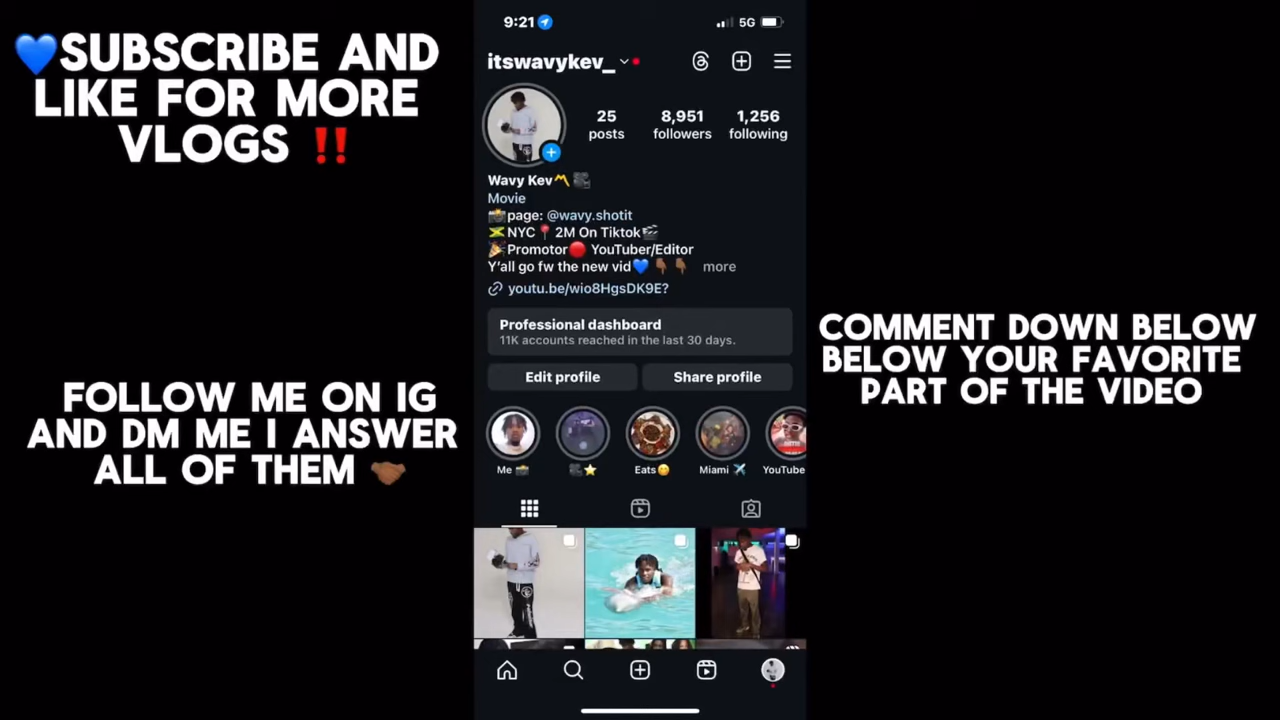 💙SUBSCRIBE AND
LIKE FOR MORE
VLOGS ‼️
FOLLOW ME ON IG
AND DM ME I ANSWER
ALL OF THEM 🤝🏾
9:21
5G
itswavykev_
25 posts
8,951 followers
1,256 following
Wavy Kev〽️🎥
Movie
📸page: @wavy.shotit
🇯🇲NYC📍2M On Tiktok🎬
🎉Promotor🔴 YouTuber/Editor
Y'all go fw the new vid💙👇🏾👇🏾 more
youtu.be/wio8HgsDK9E?
Professional dashboard
11K accounts reached in the last 30 days.
Edit profile
Share profile
Me 📸
🎥⭐
Eats😋
Miami ✈️
YouTube
COMMENT DOWN BELOW
BELOW YOUR FAVORITE
PART OF THE VIDEO